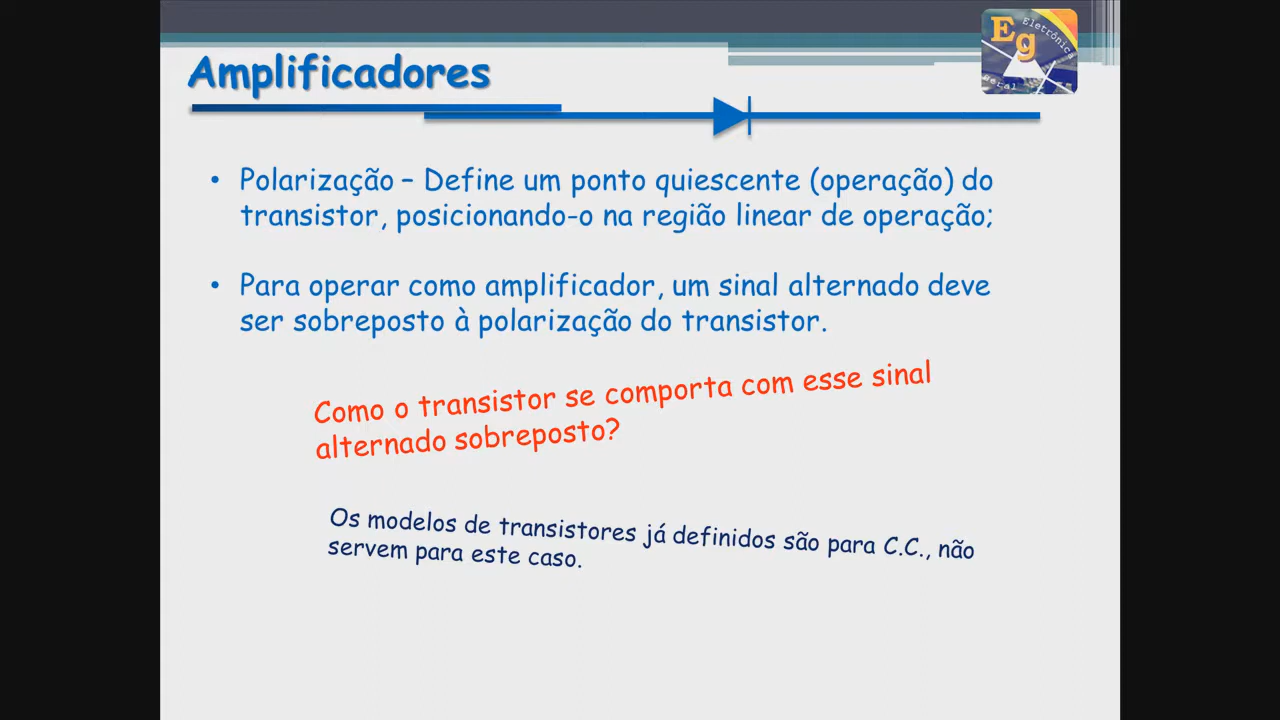 Amplificadores
Eg
Eletrônica
Geral
• Polarização – Define um ponto quiescente (operação) do
transistor, posicionando-o na região linear de operação;
• Para operar como amplificador, um sinal alternado deve
ser sobreposto à polarização do transistor.
Como o transistor se comporta com esse sinal
alternado sobreposto?
Os modelos de transistores já definidos são para C.C., não
servem para este caso.